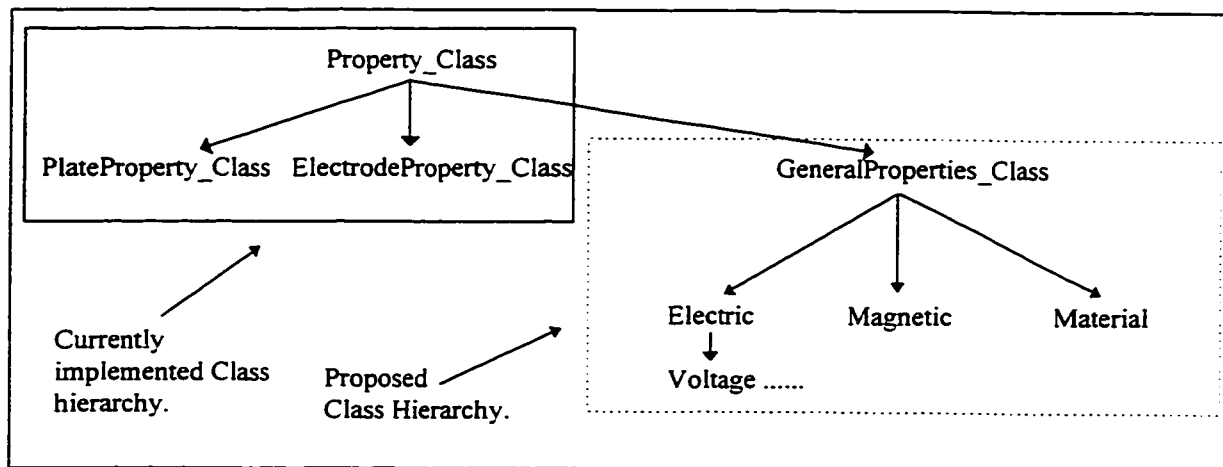 Property_Class
PlateProperty_Class ElectrodeProperty_Class
GeneralProperties_Class
Electric Magnetic Material
Voltage ......
Currently
implemented Class
hierarchy.
Proposed
Class Hierarchy.